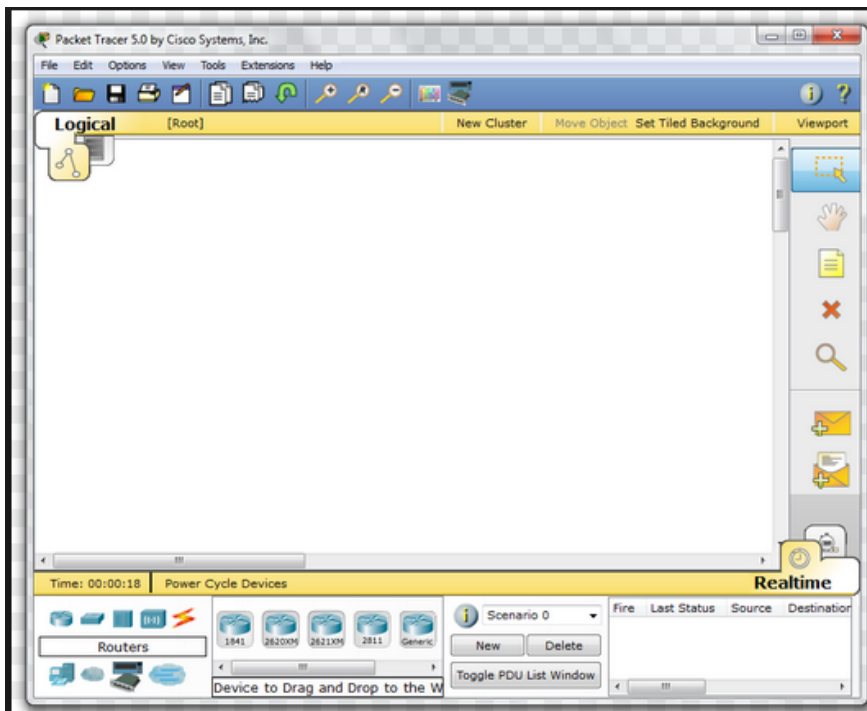 Packet Tracer 5.0 by Cisco Systems, Inc.
File Edit Options View Tools Extensions Help
Logical [Root] New Cluster Move Object Set Tiled Background Viewport
Time: 00:00:18 Power Cycle Devices Realtime
Routers
1841 2620XM 2621XM 2811 Generic
Device to Drag and Drop to the W
Scenario 0
New Delete
Toggle PDU List Window
Fire Last Status Source Destination